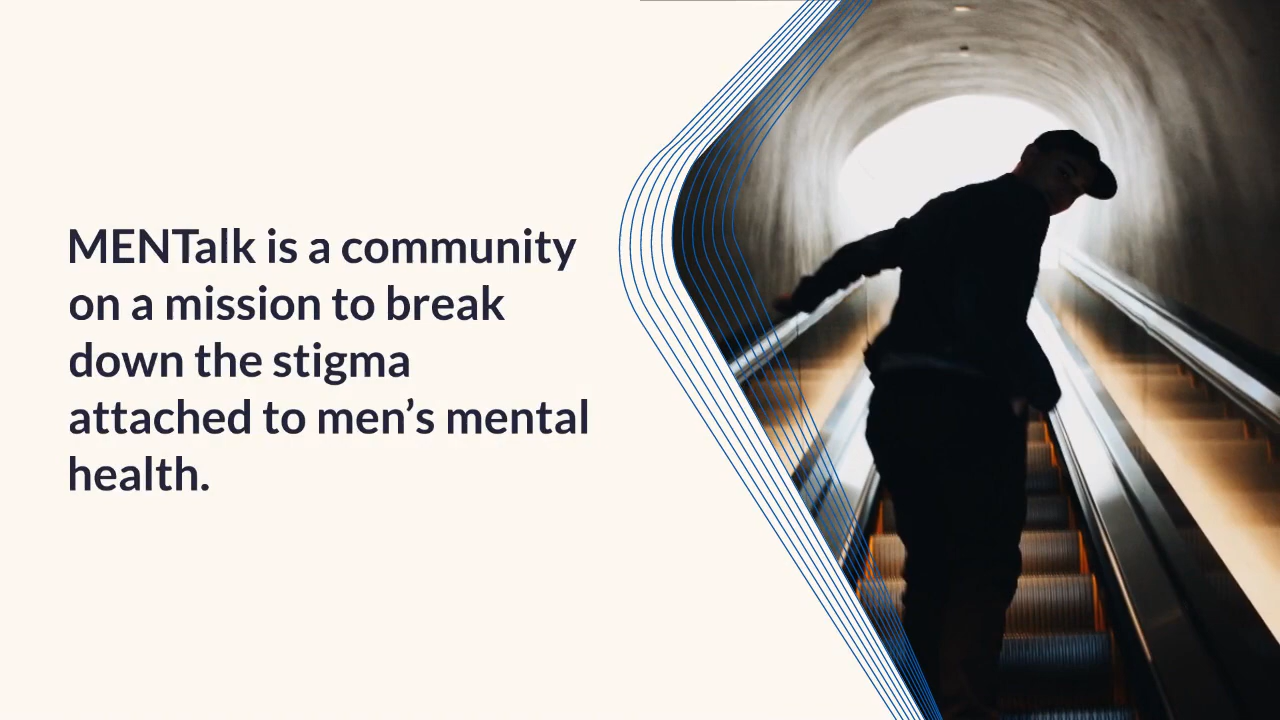 MENTalk is a community
on a mission to break
down the stigma
attached to men’s mental
health.